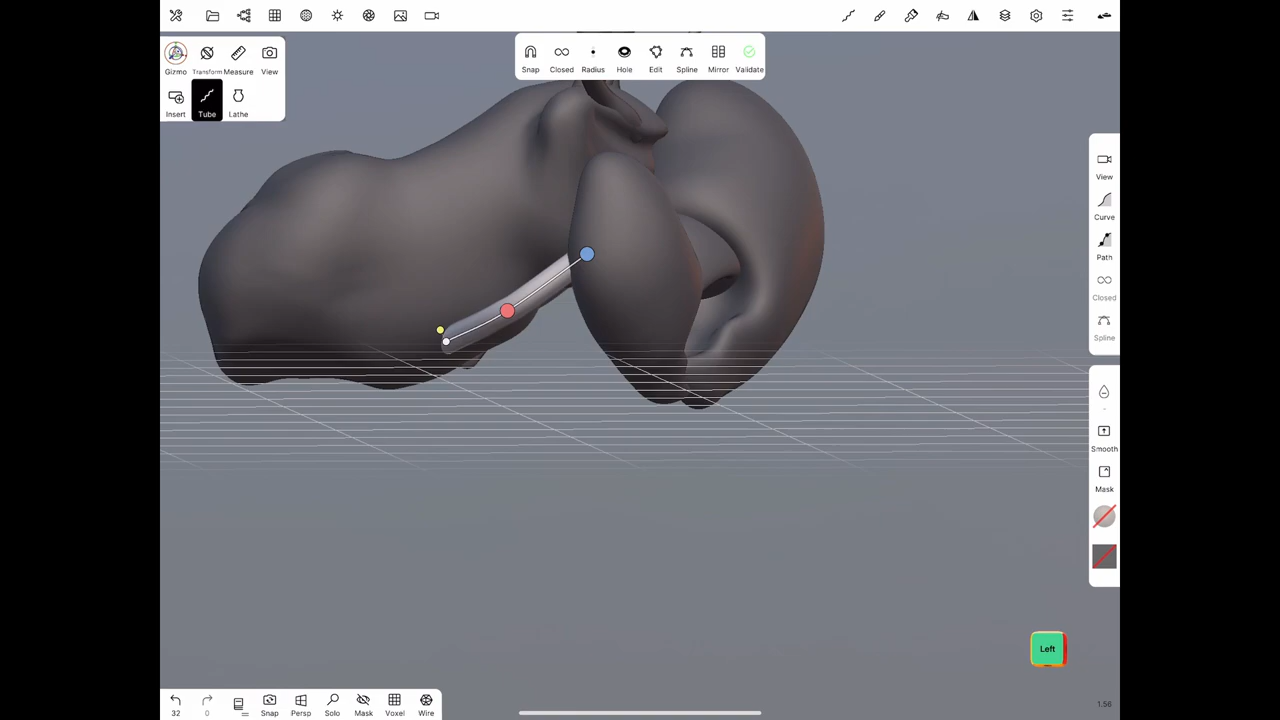 Gizmo Transform Measure View
Insert Tube Lathe
Snap Closed Radius Hole Edit Spline Mirror Validate
View
Curve
Path
Closed
Spline
-
Smooth
Mask
Left
1.56
32 0 Snap Persp Solo Mask Voxel Wire